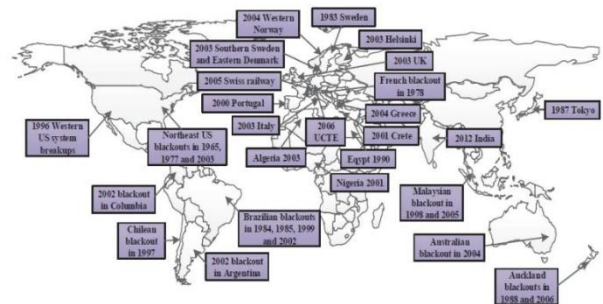 2004 Western
Norway
1983 Sweden
2003 Helsinki
2003 Southern Sweden
and Eastern Denmark
2003 UK
2005 Swiss railway
French blackout
in 1978
2000 Portugal
2004 Greece
1987 Tokyo
1996 Western
US system
breakups
Northeast US
blackouts in 1965,
1977 and 2003
2003 Italy
2006
UCTE
2001 Crete
2012 India
Algeria 2003
Eqypt 1990
2002 blackout
in Columbia
Nigeria 2001
Malaysian
blackout in
1998 and 2005
Chilean
blackout
in 1997
Brazilian blackouts
in 1984, 1985, 1999
and 2002
Australian
blackout in 2004
2002 blackout
in Argentina
Auckland
blackouts in
1988 and 2006